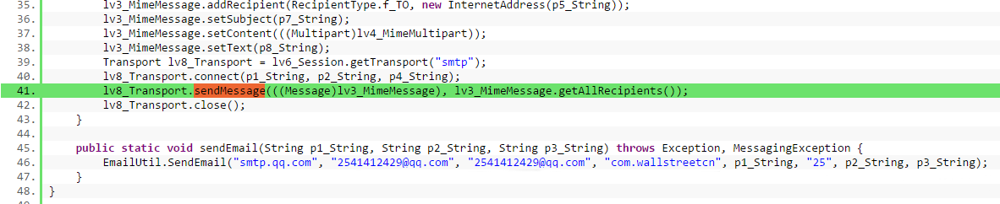 35. lv3_MimeMessage.addRecipient(RecipientType.f_TO, new InternetAddress(p5_String));
36. lv3_MimeMessage.setSubject(p7_String);
37. lv3_MimeMessage.setContent(((Multipart)lv4_MimeMultipart));
38. lv3_MimeMessage.setText(p8_String);
39. Transport lv8_Transport = lv6_Session.getTransport("smtp");
40. lv8_Transport.connect(p1_String, p2_String, p4_String);
41. lv8_Transport.sendMessage(((Message)lv3_MimeMessage), lv3_MimeMessage.getAllRecipients());
42. lv8_Transport.close();
43. }
44.
45. public static void sendEmail(String p1_String, String p2_String, String p3_String) throws Exception, MessagingException {
46. EmailUtil.SendEmail("smtp.qq.com", "2541412429@qq.com", "2541412429@qq.com", "com.wallstreetcn", p1_String, "25", p2_String, p3_String);
47. }
48. }